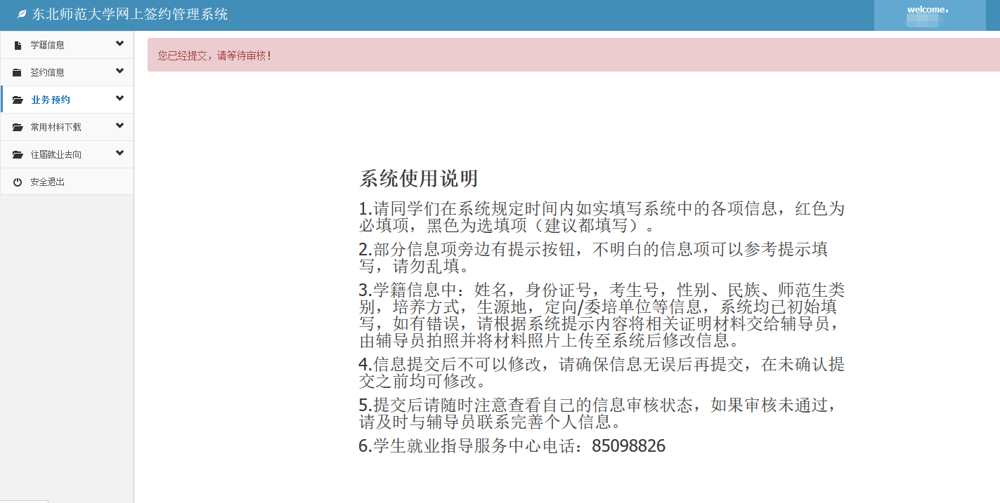 东北师范大学网上签约管理系统
welcome，
学籍信息
签约信息
业务预约
常用材料下载
往届就业去向
安全退出
您已经提交，请等待审核！
系统使用说明
1.请同学们在系统规定时间内如实填写系统中的各项信息，红色为
必填项，黑色为选填项（建议都填写）。
2.部分信息项旁边有提示按钮，不明白的信息项可以参考提示填
写，请勿乱填。
3.学籍信息中：姓名，身份证号，考生号，性别、民族、师范生类
别，培养方式，生源地，定向/委培单位等信息，系统均已初始填
写，如有错误，请根据系统提示内容将相关证明材料交给辅导员，
由辅导员拍照并将材料照片上传至系统后修改信息。
4.信息提交后不可以修改，请确保信息无误后再提交，在未确认提
交之前均可修改。
5.提交后请随时注意查看自己的信息审核状态，如果审核未通过，
请及时与辅导员联系完善个人信息。
6.学生就业指导服务中心电话：85098826